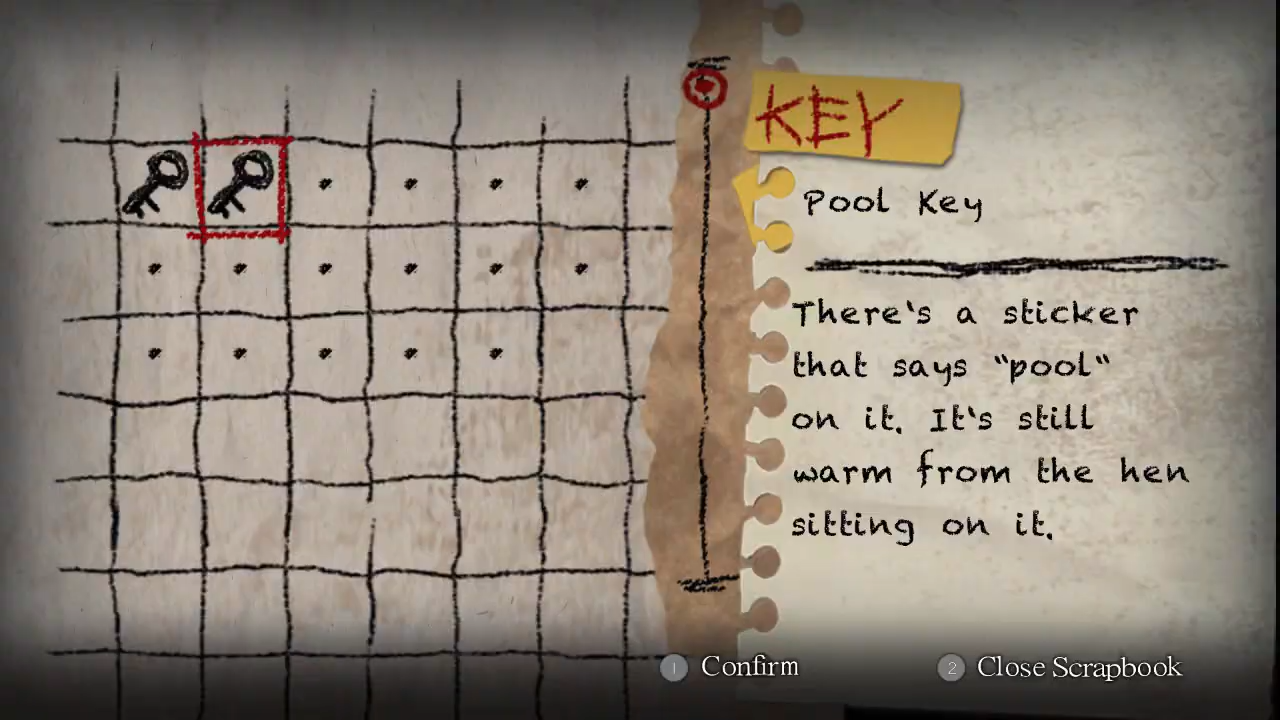 KEY
Pool Key
There's a sticker
that says "pool"
on it. It's still
warm from the hen
sitting on it.
1 Confirm
2 Close Scrapbook